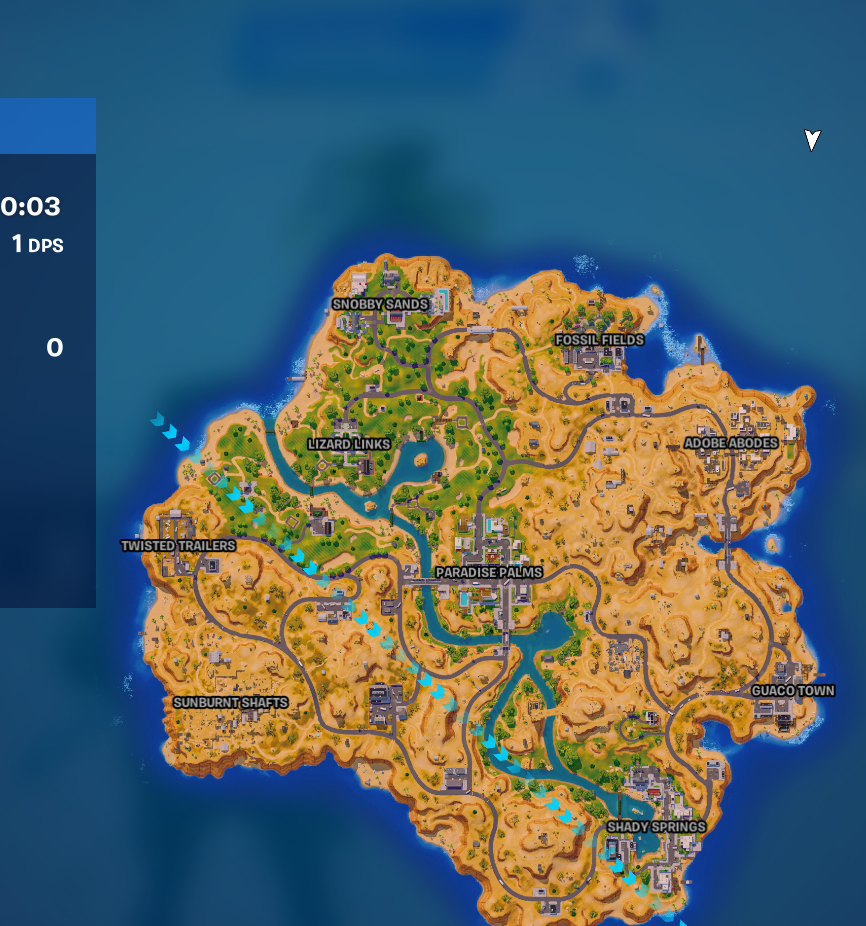 0:03
1 DPS
0
SNOBBY SANDS
FOSSIL FIELDS
LIZARD LINKS
ADOBE ABODES
TWISTED TRAILERS
PARADISE PALMS
GUACO TOWN
SUNBURNT SHAFTS
SHADY SPRINGS